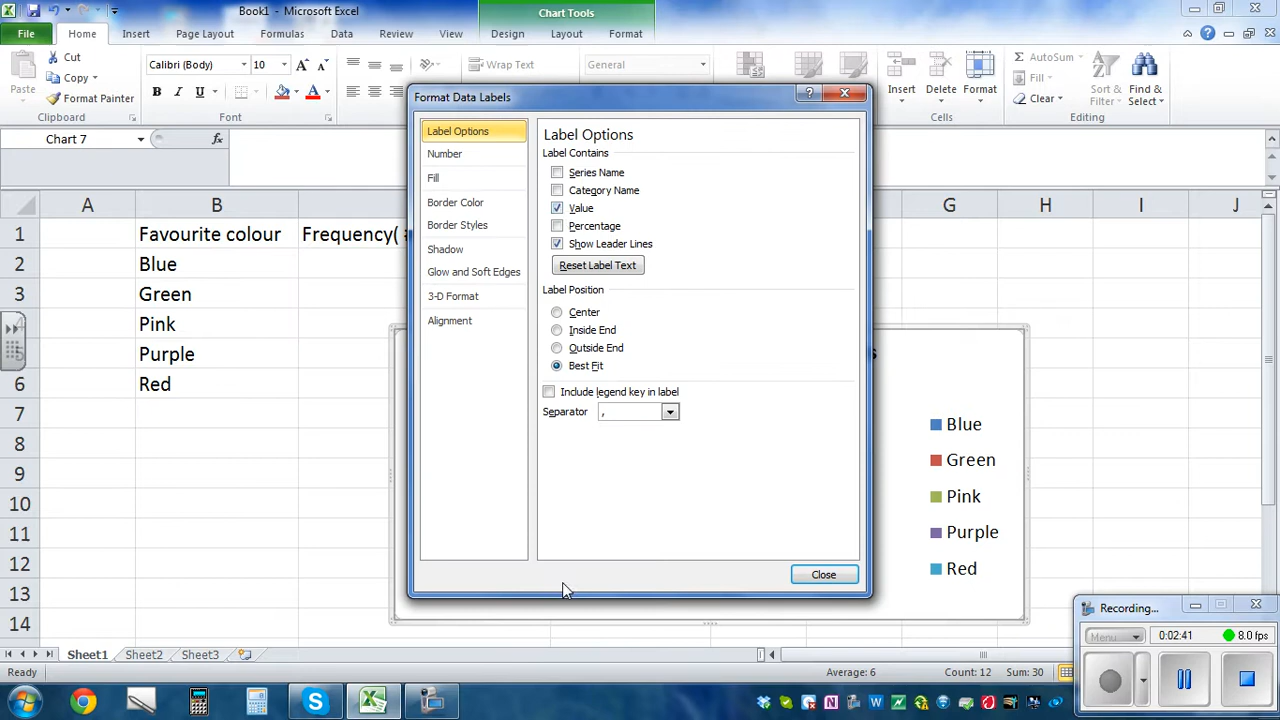 Book1 - Microsoft Excel
Chart Tools
File Home Insert Page Layout Formulas Data Review View Design Layout Format
Cut
Copy
Format Painter
Paste
Clipboard
Calibri (Body) 10
B I U
Font
Wrap Text
General
Insert Delete Format
Cells
AutoSum
Fill
Clear
Sort & Filter
Find & Select
Editing
Chart 7
fx
A B G H I J
1 Favourite colour Frequency(
2 Blue
3 Green
4 Pink
5 Purple
6 Red
7
8
9
10
11
12
13
14
Format Data Labels
Label Options
Number
Fill
Border Color
Border Styles
Shadow
Glow and Soft Edges
3-D Format
Alignment
Label Options
Label Contains
Series Name
Category Name
Value
Percentage
Show Leader Lines
Reset Label Text
Label Position
Center
Inside End
Outside End
Best Fit
Include legend key in label
Separator ,
Close
s
Blue
Green
Pink
Purple
Red
Recording...
Menu 0:02:41 8.0 fps
Sheet1 Sheet2 Sheet3
Ready Average: 6 Count: 12 Sum: 30